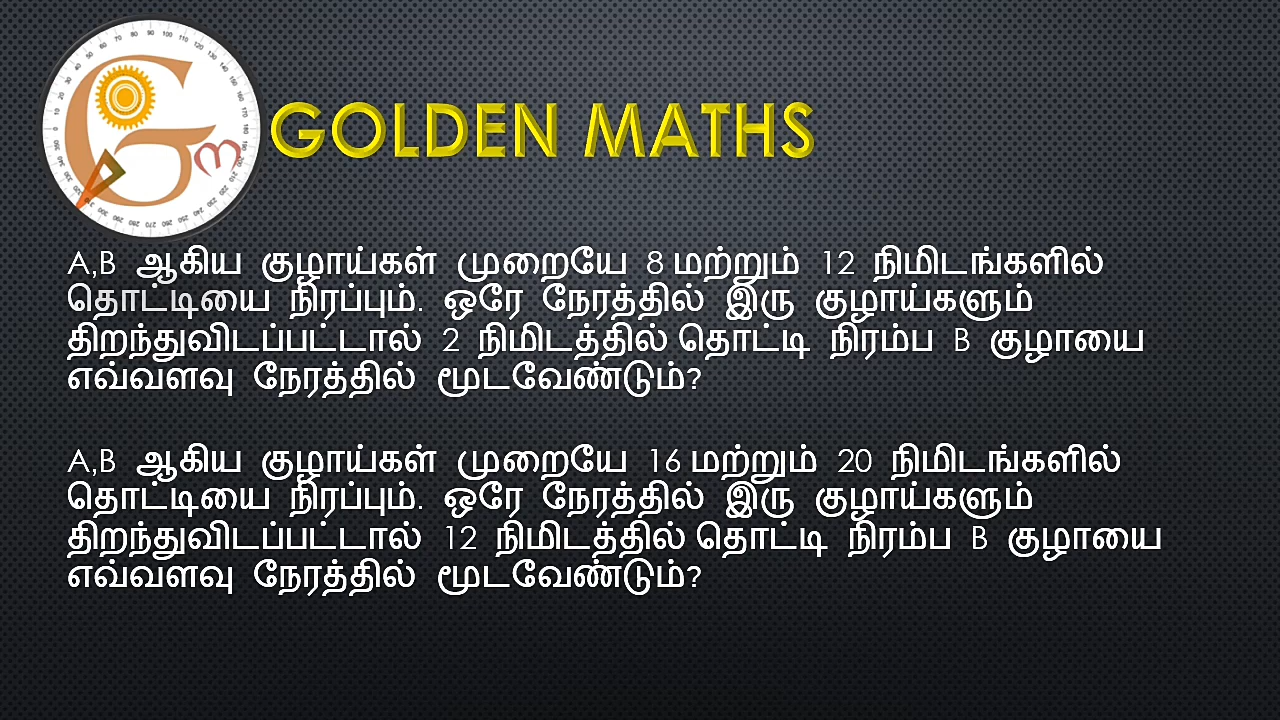 GOLDEN MATHS
A,B ஆகிய குழாய்கள் முறையே 8 மற்றும் 12 நிமிடங்களில்
தொட்டியை நிரப்பும். ஒரே நேரத்தில் இரு குழாய்களும்
திறந்துவிடப்பட்டால் 2 நிமிடத்தில் தொட்டி நிரம்ப B குழாயை
எவ்வளவு நேரத்தில் மூடவேண்டும்?
A,B ஆகிய குழாய்கள் முறையே 16 மற்றும் 20 நிமிடங்களில்
தொட்டியை நிரப்பும். ஒரே நேரத்தில் இரு குழாய்களும்
திறந்துவிடப்பட்டால் 12 நிமிடத்தில் தொட்டி நிரம்ப B குழாயை
எவ்வளவு நேரத்தில் மூடவேண்டும்?